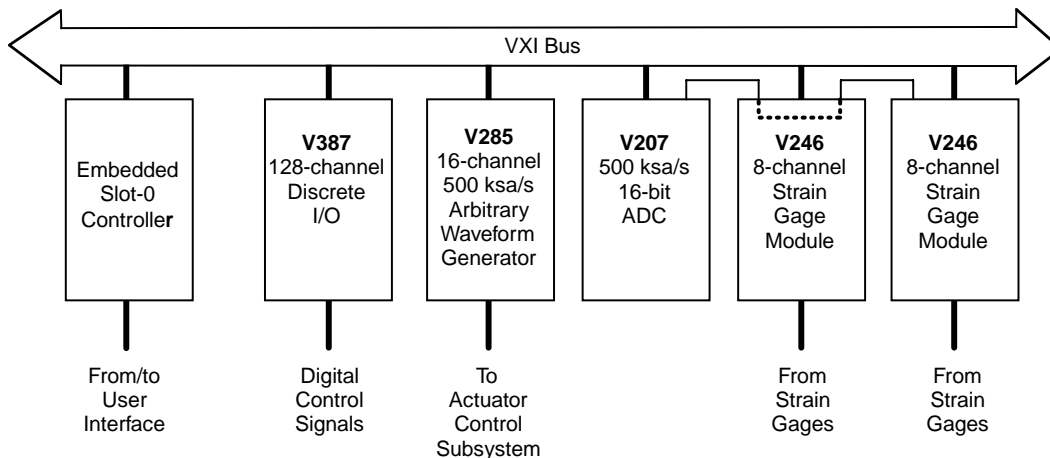 VXI Bus
Embedded
Slot-0
Controller
V387
128-channel
Discrete
I/O
V285
16-channel
500 ksa/s
Arbitrary
Waveform
Generator
V207
500 ksa/s
16-bit
ADC
V246
8-channel
Strain
Gage
Module
V246
8-channel
Strain
Gage
Module
From/to
User
Interface
Digital
Control
Signals
To
Actuator
Control
Subsystem
From
Strain
Gages
From
Strain
Gages